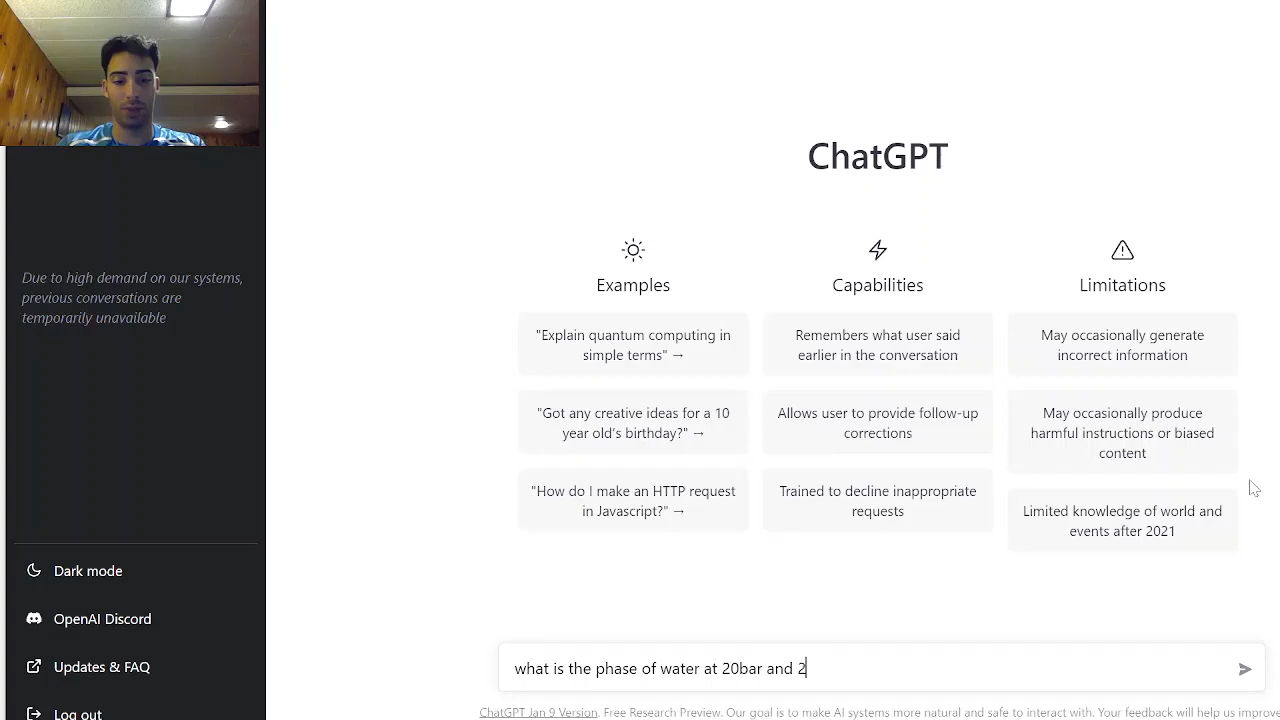 ChatGPT
Due to high demand on our systems,
previous conversations are
temporarily unavailable
Dark mode
OpenAI Discord
Updates & FAQ
Log out
Examples
"Explain quantum computing in
simple terms" →
"Got any creative ideas for a 10
year old's birthday?" →
"How do I make an HTTP request
in Javascript?" →
Capabilities
Remembers what user said
earlier in the conversation
Allows user to provide follow-up
corrections
Trained to decline inappropriate
requests
Limitations
May occasionally generate
incorrect information
May occasionally produce
harmful instructions or biased
content
Limited knowledge of world and
events after 2021
what is the phase of water at 20bar and 2
ChatGPT Jan 9 Version. Free Research Preview. Our goal is to make AI systems more natural and safe to interact with. Your feedback will help us improve